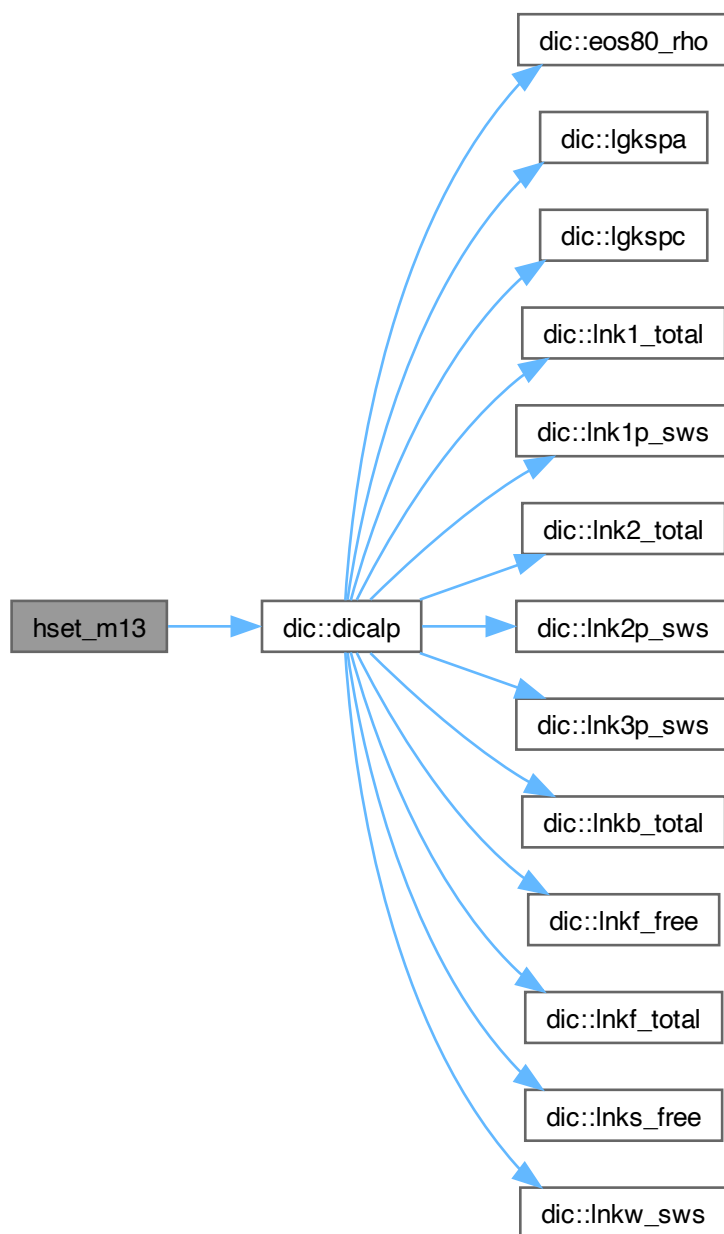 dic::eos80_rho
dic::lgkspa
dic::lgkspc
dic::lnk1_total
dic::lnk1p_sws
dic::lnk2_total
hset_m13
dic::dicalp
dic::lnk2p_sws
dic::lnk3p_sws
dic::lnkb_total
dic::lnkf_free
dic::lnkf_total
dic::lnks_free
dic::lnkw_sws